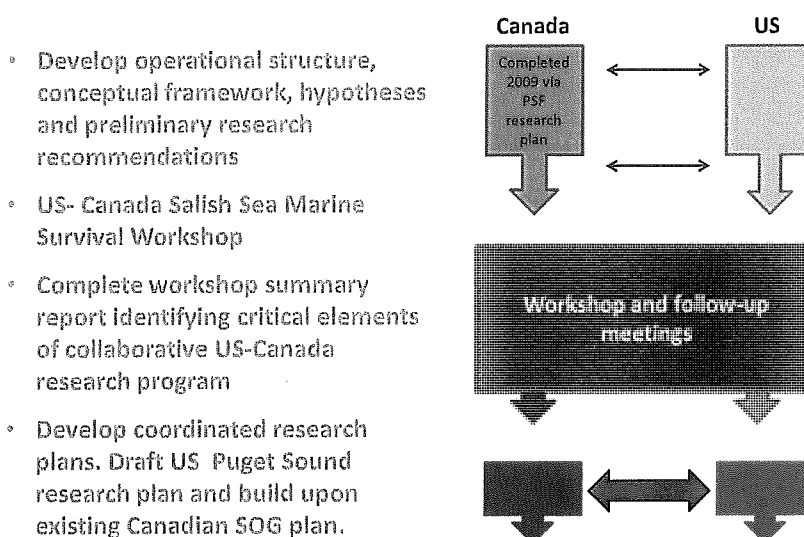 Canada
US
• Develop operational structure,
conceptual framework, hypotheses
and preliminary research
recommendations
• US- Canada Salish Sea Marine
Survival Workshop
• Complete workshop summary
report identifying critical elements
of collaborative US-Canada
research program
• Develop coordinated research
plans. Draft US Puget Sound
research plan and build upon
existing Canadian SOG plan.
Completed
2009 via
PSF
research
plan
Workshop and follow-up
meetings